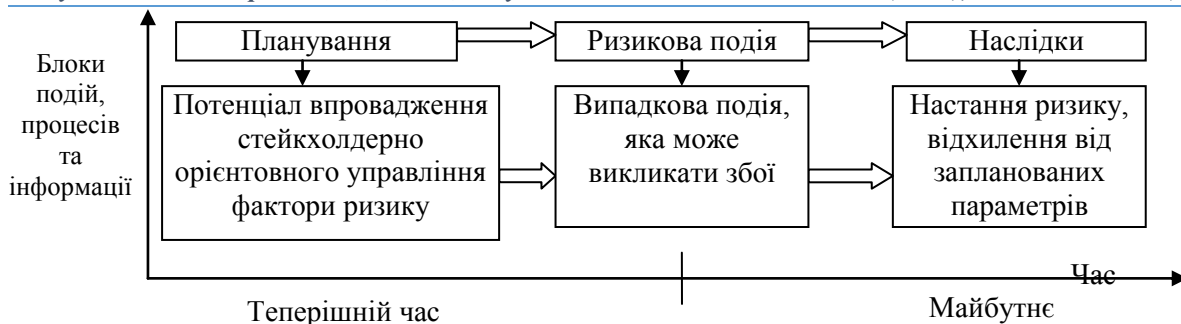 Планування
Ризикова подія
Наслідки
Блоки
подій,
процесів
та
інформації
Потенціал впровадження
стейкхолдерно
орієнтовного управління
фактори ризику
Випадкова подія,
яка може
викликати збої
Настання ризику,
відхилення від
запланованих
параметрів
Час
Теперішній час
Майбутнє